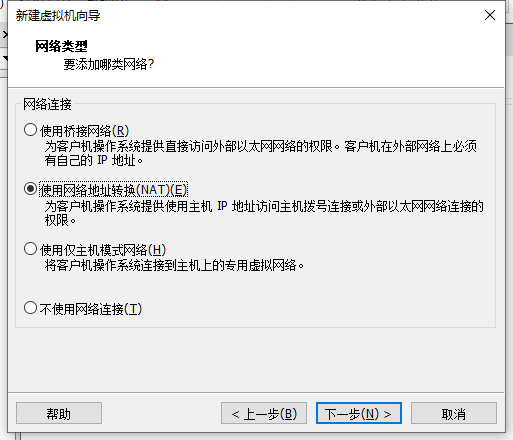 新建虚拟机向导
网络类型
要添加哪类网络?
网络连接
使用桥接网络(R)
为客户机操作系统提供直接访问外部以太网网络的权限。客户机在外部网络上必须
有自己的 IP 地址。
使用网络地址转换(NAT)(E)
为客户机操作系统提供使用主机 IP 地址访问主机拨号连接或外部以太网网络连接的
权限。
使用仅主机模式网络(H)
将客户机操作系统连接到主机上的专用虚拟网络。
不使用网络连接(T)
帮助
< 上一步(B)
下一步(N) >
取消